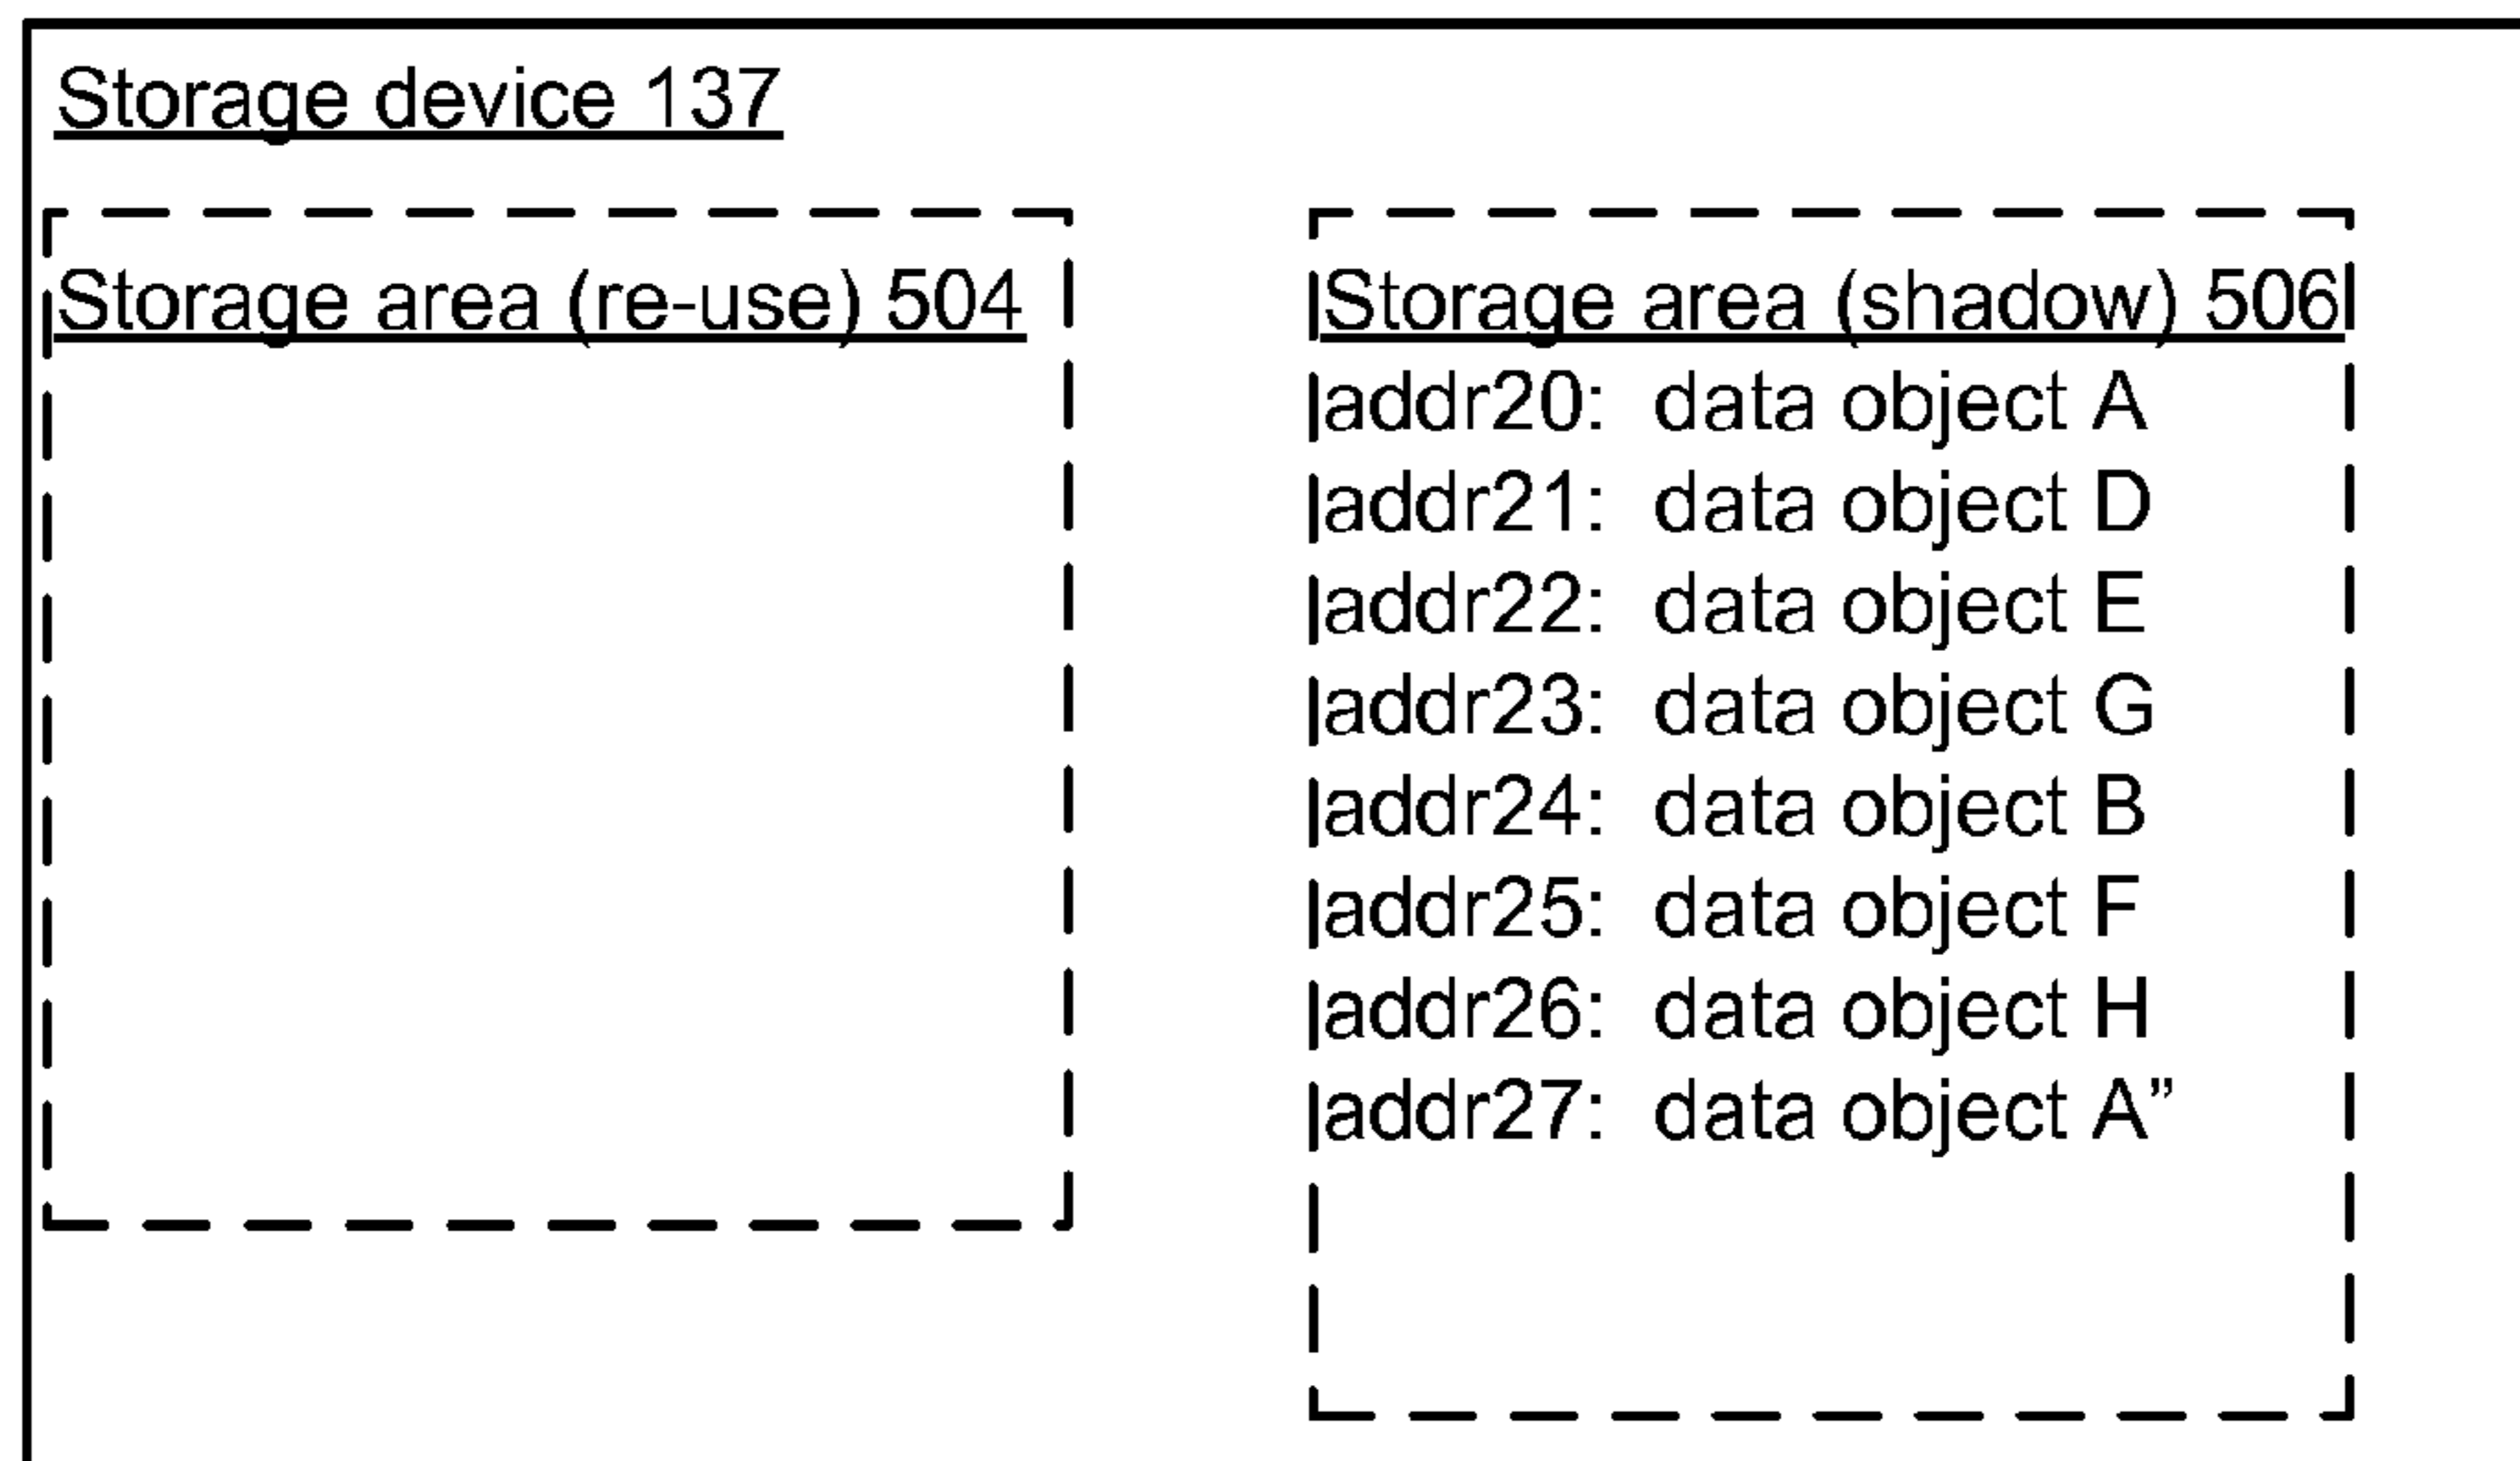 Storage device 137
Storage area (re-use) 504
Storage area (shadow) 506
addr20: data object A
addr21: data object D
addr22: data object E
addr23: data object G
addr24: data object B
addr25: data object F
addr26: data object H
addr27: data object A”